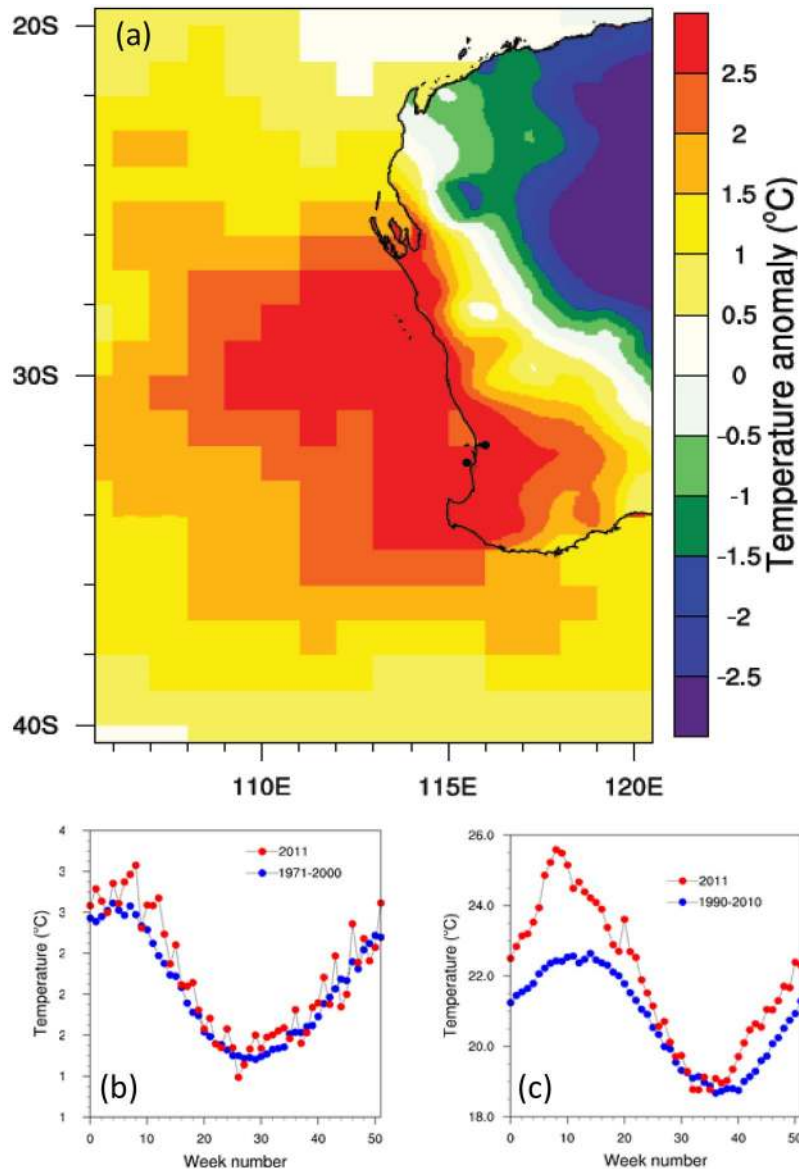 (a)
20S
30S
40S
110E
115E
120E
2.5
2
1.5
1
0.5
0
-0.5
-1
-1.5
-2
-2.5
Temperature anomaly (°C)
4
3
3
2
2
2
1
1
Temperature (°C)
2011
1971-2000
(b)
0
10
20
30
40
50
Week number
26.0
24.0
22.0
20.0
18.0
Temperature (°C)
2011
1990-2010
(c)
0
10
20
30
40
50
Week number